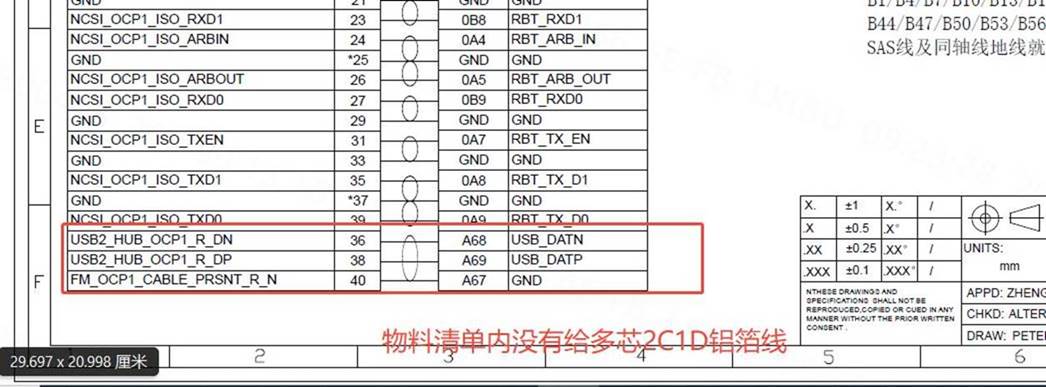 GND 21 GND GND
NCSI_OCP1_ISO_RXD1 23 0B8 RBT_RXD1
NCSI_OCP1_ISO_ARBIN 24 0A4 RBT_ARB_IN
GND *25 GND GND
NCSI_OCP1_ISO_ARBOUT 26 0A5 RBT_ARB_OUT
NCSI_OCP1_ISO_RXD0 27 0B9 RBT_RXD0
GND 29 GND GND
NCSI_OCP1_ISO_TXEN 31 0A7 RBT_TX_EN
GND 33 GND GND
NCSI_OCP1_ISO_TXD1 35 0A8 RBT_TX_D1
GND *37 GND GND
NCSI_OCP1_ISO_TXD0 39 0A9 RBT_TX_D0
USB2_HUB_OCP1_R_DN 36 A68 USB_DATN
USB2_HUB_OCP1_R_DP 38 A69 USB_DATP
FM_OCP1_CABLE_PRSNT_R_N 40 A67 GND
B1/B4/B7/B10/B13/B1
B44/B47/B50/B53/B56
SAS线及同轴线地线就
E
F
X. ±1 X.° /
.X ±0.5 .X° /
.XX ±0.25 .XX° /
.XXX ±0.1 .XXX° /
UNITS:
mm
NTHESE DRAWINGS AND
SPECIFICATIONS SHALL NOT BE
REPRODUCED,COPIED OR CUED IN ANY
MANNER WITHOUT THE PRIOR WRITTEN
CONSENT .
APPD: ZHENG
CHKD: ALTER
DRAW: PETE
物料清单内没有给多芯2C1D铝箔线
29.697 x 20.998 厘米
2 3 4 5 6